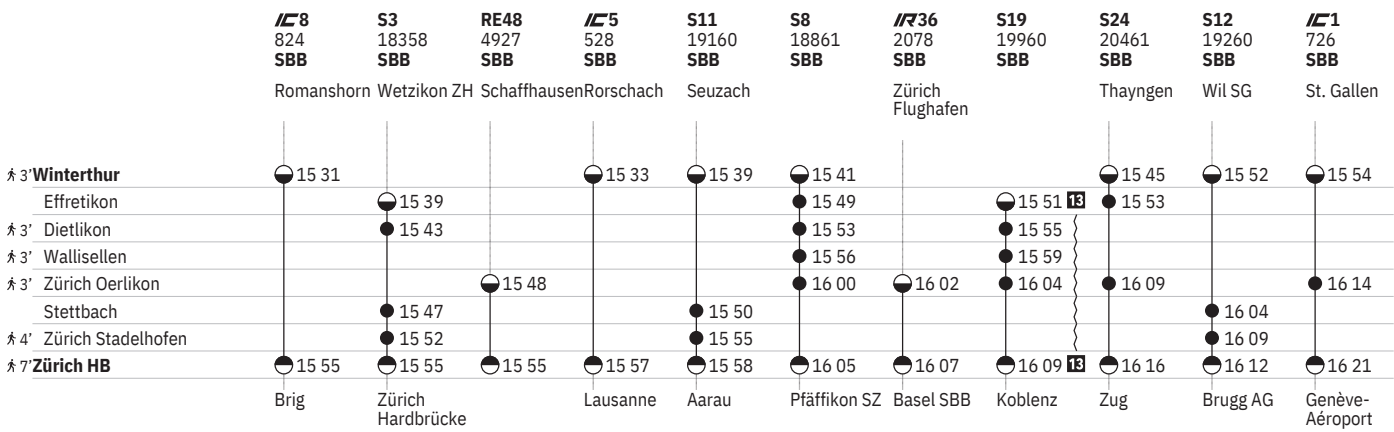 IC8 S3 RE48 IC5 S11 S8 IR36 S19 S24 S12 IC1
824 18358 4927 528 19160 18861 2078 19960 20461 19260 726
SBB SBB SBB SBB SBB SBB SBB SBB SBB SBB SBB
Romanshorn Wetzikon ZH Schaffhausen Rorschach Seuzach Zürich Thayngen Wil SG St. Gallen
Flughafen
3' Winterthur 15 31 15 33 15 39 15 41 15 45 15 52 15 54
Effretikon 15 39 15 49 15 51 13 15 53
3' Dietlikon 15 43 15 53 15 55
3' Wallisellen 15 56 15 59
3' Zürich Oerlikon 15 48 16 00 16 02 16 04 16 09 16 14
Stettbach 15 47 15 50 16 04
4' Zürich Stadelhofen 15 52 15 55 16 09
7' Zürich HB 15 55 15 55 15 55 15 57 15 58 16 05 16 07 16 09 13 16 16 16 12 16 21
Brig Zürich Lausanne Aarau Pfäffikon SZ Basel SBB Koblenz Zug Brugg AG Genève-
Hardbrücke Aéroport